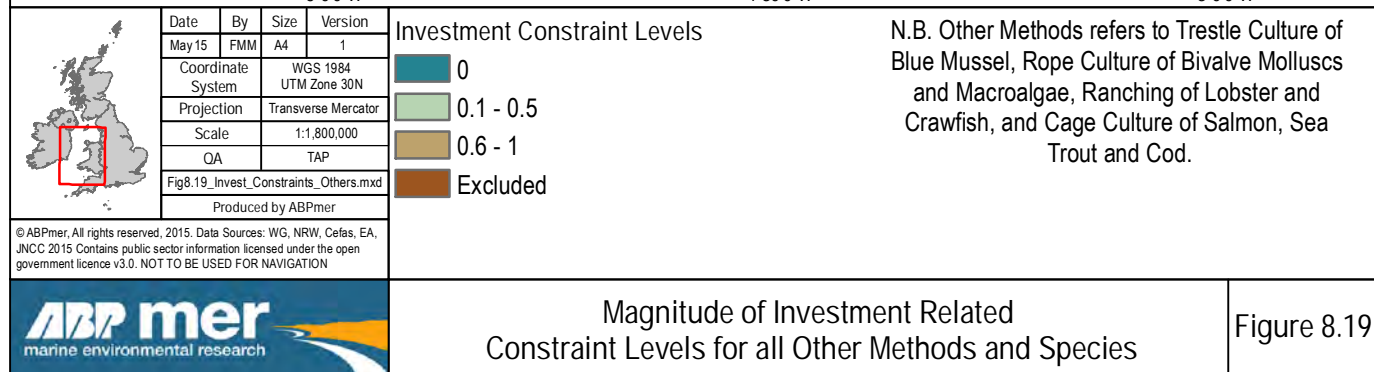 Date By Size Version
May 15 FMM A4 1
Coordinate System
WGS 1984
UTM Zone 30N
Projection Transverse Mercator
Scale 1:1,800,000
QA TAP
Fig8.19_Invest_Constraints_Others.mxd
Produced by ABPmer
© ABPmer, All rights reserved, 2015. Data Sources: WG, NRW, Cefas, EA,
JNCC 2015 Contains public sector information licensed under the open
government licence v3.0. NOT TO BE USED FOR NAVIGATION
Investment Constraint Levels
0
0.1 - 0.5
0.6 - 1
Excluded
N.B. Other Methods refers to Trestle Culture of
Blue Mussel, Rope Culture of Bivalve Molluscs
and Macroalgae, Ranching of Lobster and
Crawfish, and Cage Culture of Salmon, Sea
Trout and Cod.
ABP mer
marine environmental research
Magnitude of Investment Related
Constraint Levels for all Other Methods and Species
Figure 8.19